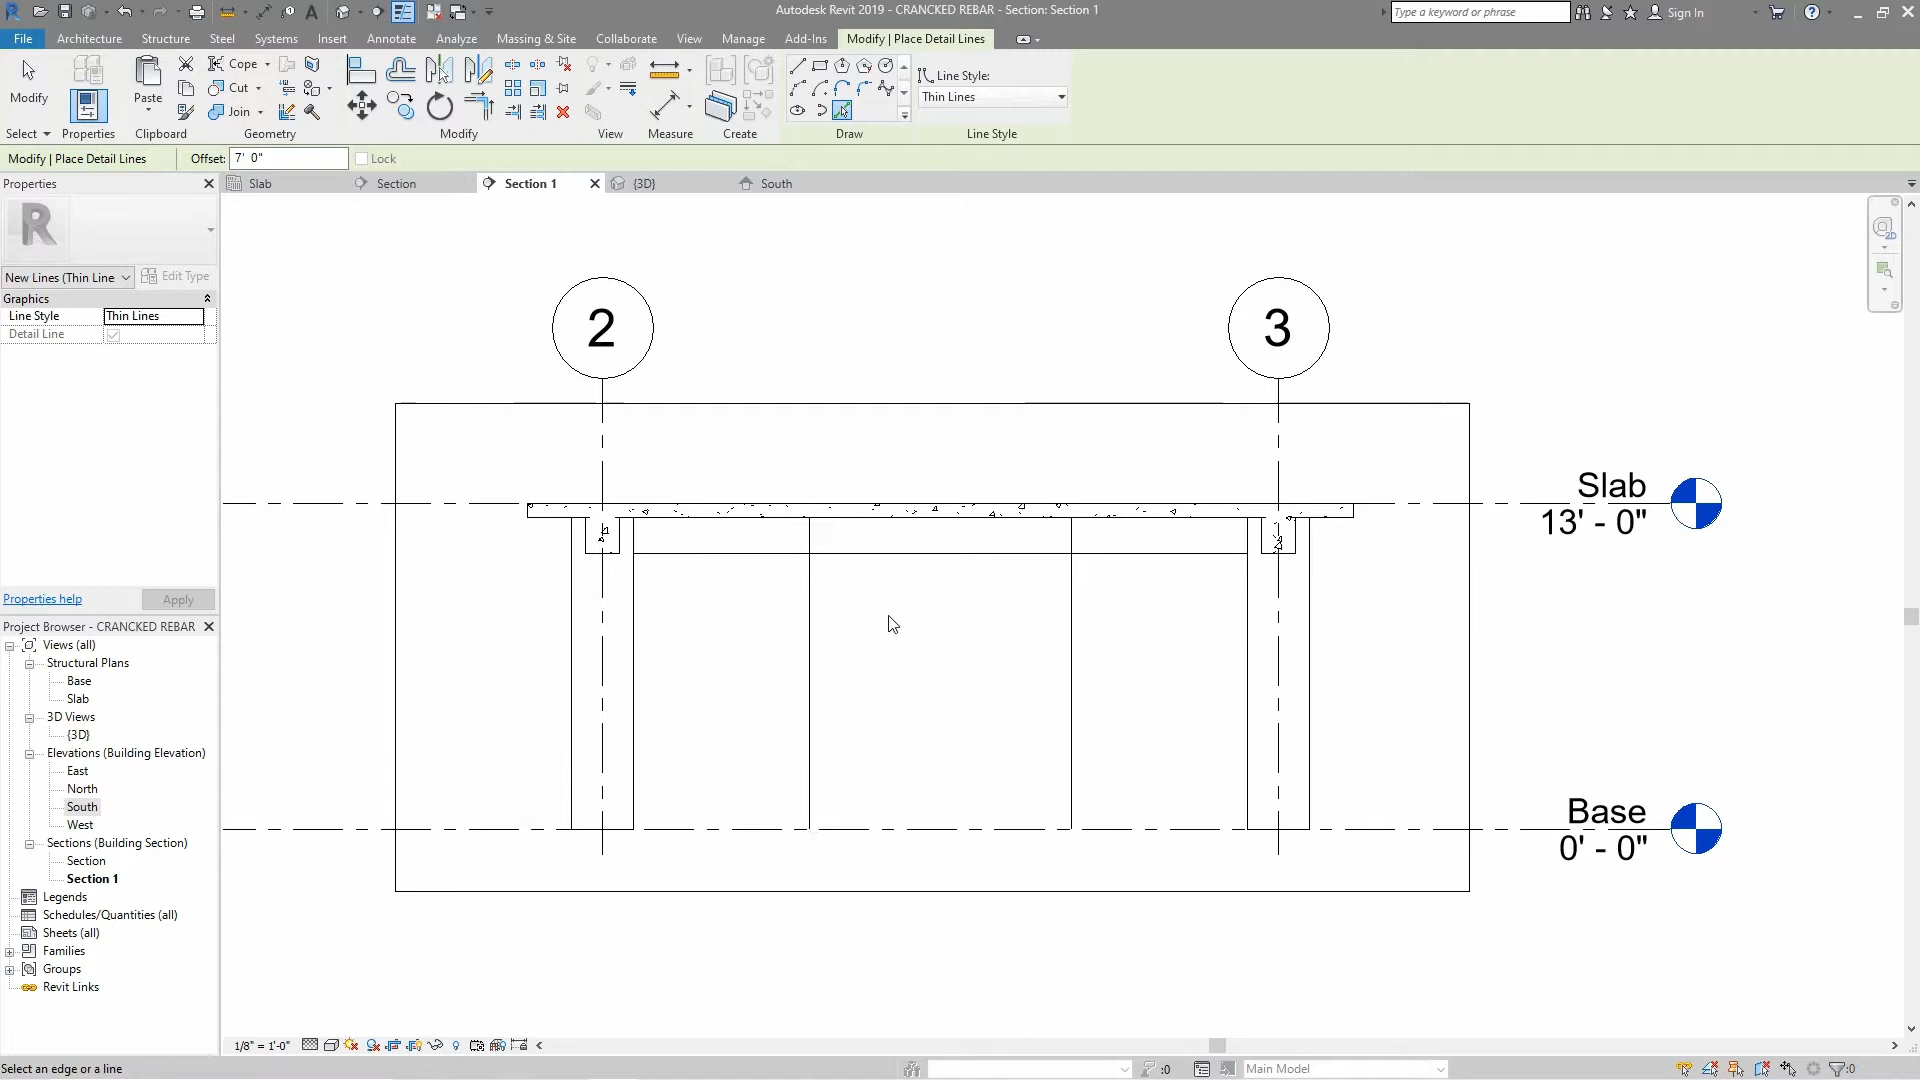 Autodesk Revit 2019 - CRANCKED REBAR - Section: Section 1
Type a keyword or phrase
Sign In
File Architecture Structure Steel Systems Insert Annotate Analyze Massing & Site Collaborate View Manage Add-Ins Modify | Place Detail Lines
Modify
Paste
Cope
Cut
Join
Line Style:
Thin Lines
Select Properties Clipboard Geometry Modify View Measure Create Draw Line Style
Modify | Place Detail Lines Offset: 7' 0" Lock
Properties
Slab Section Section 1 {3D} South
New Lines (Thin Line Edit Type
Graphics
Line Style Thin Lines
Detail Line
2 3
Slab
13' - 0"
Base
0' - 0"
2D
Properties help Apply
Project Browser - CRANCKED REBAR
Views (all)
Structural Plans
Base
Slab
3D Views
{3D}
Elevations (Building Elevation)
East
North
South
West
Sections (Building Section)
Section
Section 1
Legends
Schedules/Quantities (all)
Sheets (all)
Families
Groups
Revit Links
1/8" = 1'-0"
Select an edge or a line
:0
Main Model
:0